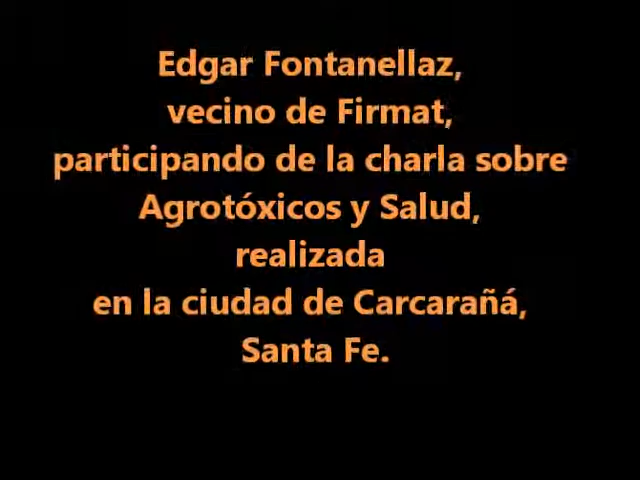 Edgar Fontanellaz,
vecino de Firmat,
participando de la charla sobre
Agrotóxicos y Salud,
realizada
en la ciudad de Carcarañá,
Santa Fe.